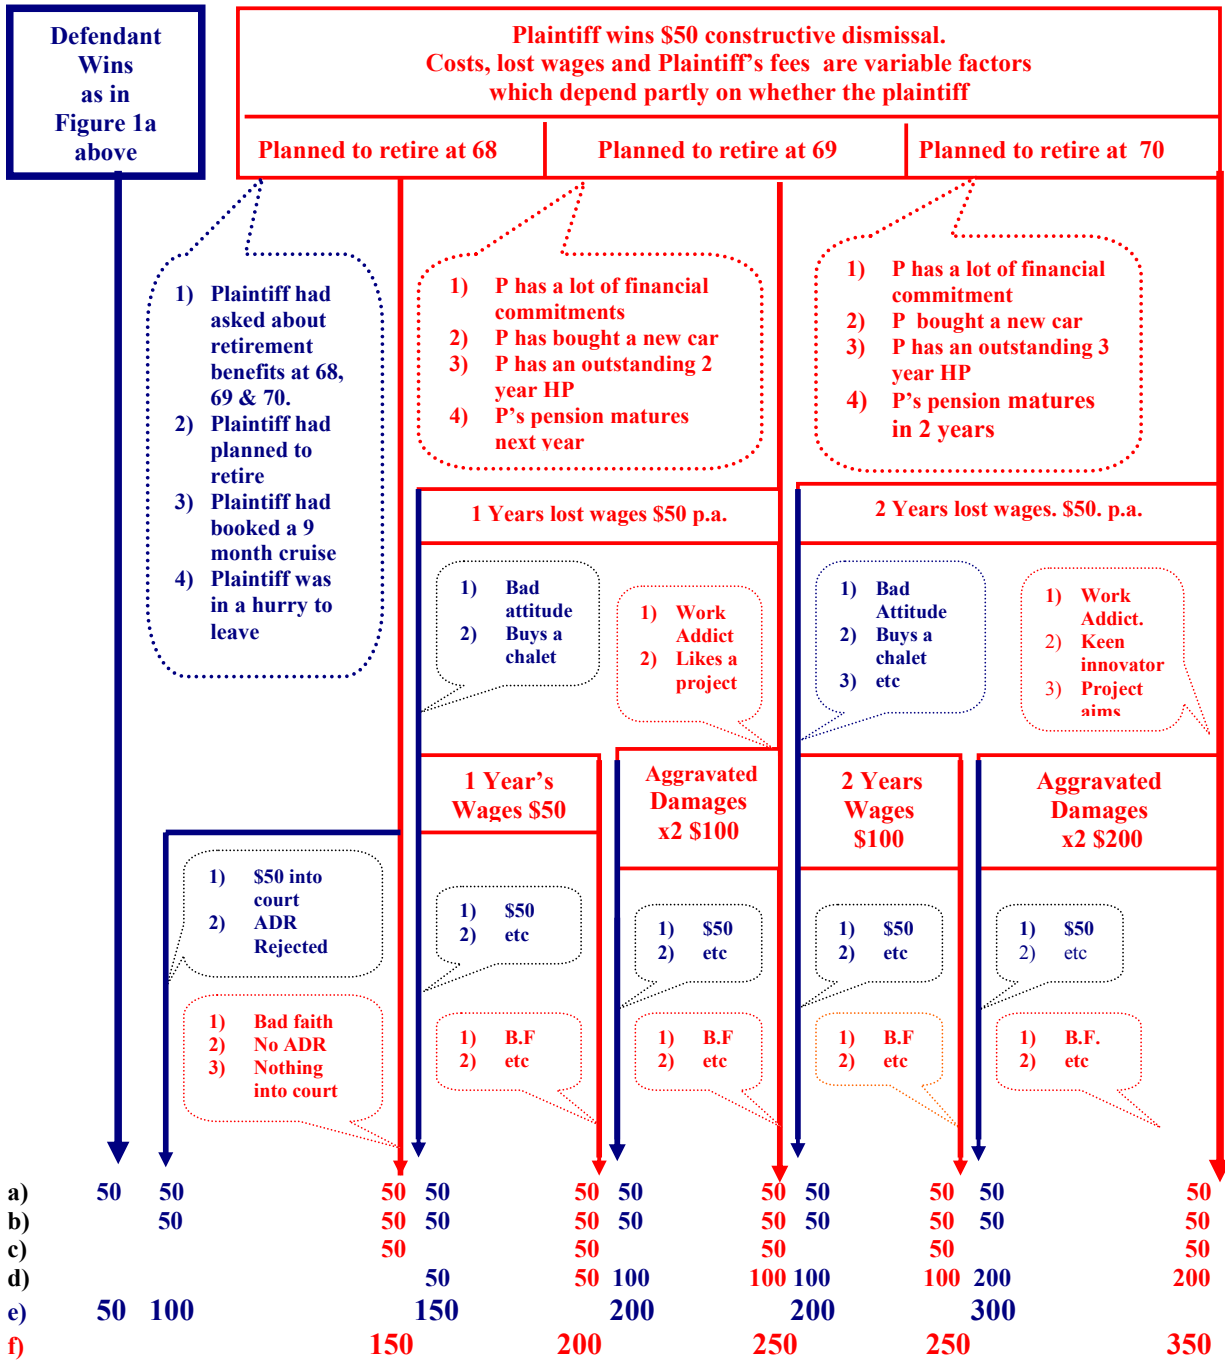 Defendant
Wins
as in
Figure 1a
above
Plaintiff wins $50 constructive dismissal.
Costs, lost wages and Plaintiff's fees are variable factors
which depend partly on whether the plaintiff
Planned to retire at 68
Planned to retire at 69
Planned to retire at 70
1) Plaintiff had
asked about
retirement
benefits at 68,
69 & 70.
2) Plaintiff had
planned to
retire
3) Plaintiff had
booked a 9
month cruise
4) Plaintiff was
in a hurry to
leave
1) P has a lot of financial
commitments
2) P has bought a new car
3) P has an outstanding 2
year HP
4) P's pension matures
next year
1) P has a lot of financial
commitment
2) P bought a new car
3) P has an outstanding 3
year HP
4) P's pension matures
in 2 years
1 Years lost wages $50 p.a.
2 Years lost wages. $50. p.a.
1) Bad
attitude
2) Buys a
chalet
1) Work
Addict
2) Likes a
project
1) Bad
Attitude
2) Buys a
chalet
3) etc
1) Work
Addict.
2) Keen
innovator
3) Project
aims
1 Year's
Wages $50
Aggravated
Damages
x2 $100
2 Years
Wages
$100
Aggravated
Damages
x2 $200
1) $50 into
court
2) ADR
Rejected
1) $50
2) etc
1) $50
2) etc
1) $50
2) etc
1) $50
2) etc
1) Bad faith
2) No ADR
3) Nothing
into court
1) B.F
2) etc
1) B.F
2) etc
1) B.F
2) etc
1) B.F.
2) etc
a) 50 50 50 50 50 50 50 50 50 50 50
b) 50 50 50 50 50 50 50 50 50 50
c) 50 50 50 50 50
d) 50 50 100 100 100 100 200 200
e) 50 100 150 200 200 300
f) 150 200 250 250 350